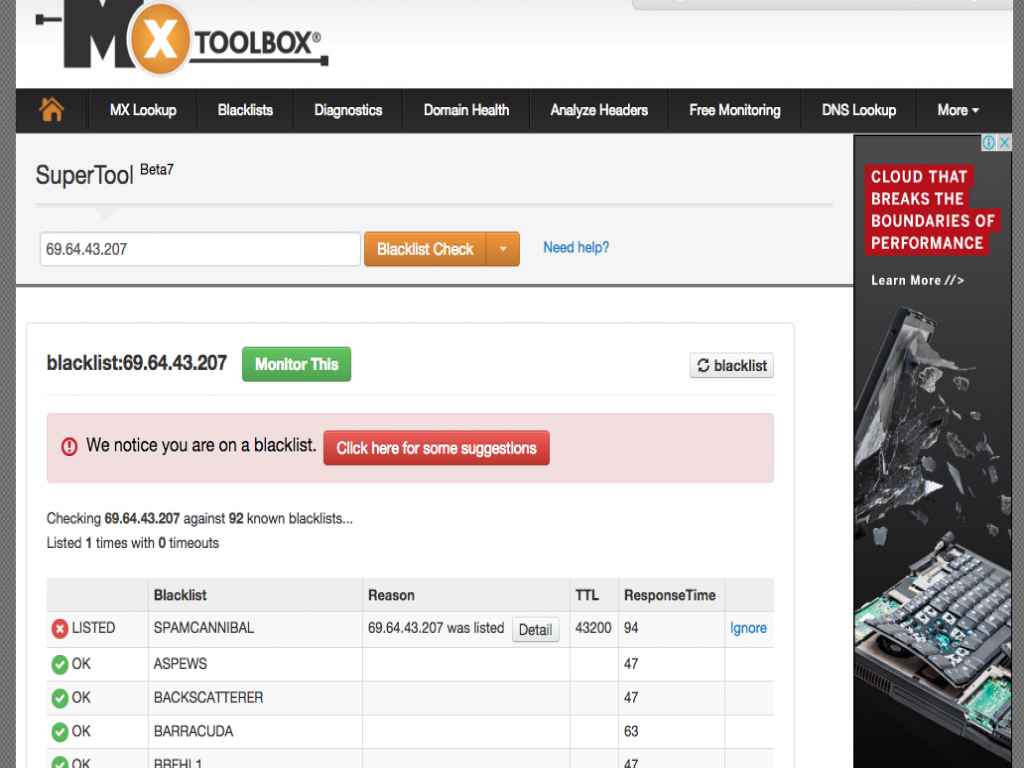 MX TOOLBOX®
MX Lookup Blacklists Diagnostics Domain Health Analyze Headers Free Monitoring DNS Lookup More
SuperTool Beta7
69.64.43.207 Blacklist Check Need help?
blacklist:69.64.43.207 Monitor This blacklist
We notice you are on a blacklist. Click here for some suggestions
Checking 69.64.43.207 against 92 known blacklists...
Listed 1 times with 0 timeouts
Blacklist Reason TTL ResponseTime
LISTED SPAMCANNIBAL 69.64.43.207 was listed Detail 43200 94 Ignore
OK ASPEWS 47
OK BACKSCATTERER 47
OK BARRACUDA 63
OK BBFHL1 47
CLOUD THAT
BREAKS THE
BOUNDARIES OF
PERFORMANCE
Learn More //>